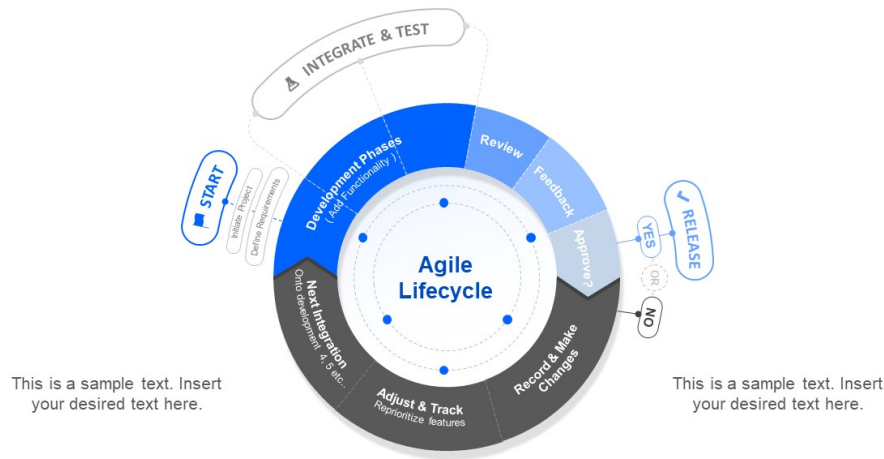 INTEGRATE & TEST
START
Initiate Project
Define Requirements
Development Phases
( Add Functionality )
Review
Feedback
Approve?
YES
RELEASE
OR
NO
Record & Make
Changes
Adjust & Track
Reprioritize features
Next Integration
Onto development 4, 5 etc..,
Agile
Lifecycle
This is a sample text. Insert
your desired text here.
This is a sample text. Insert
your desired text here.